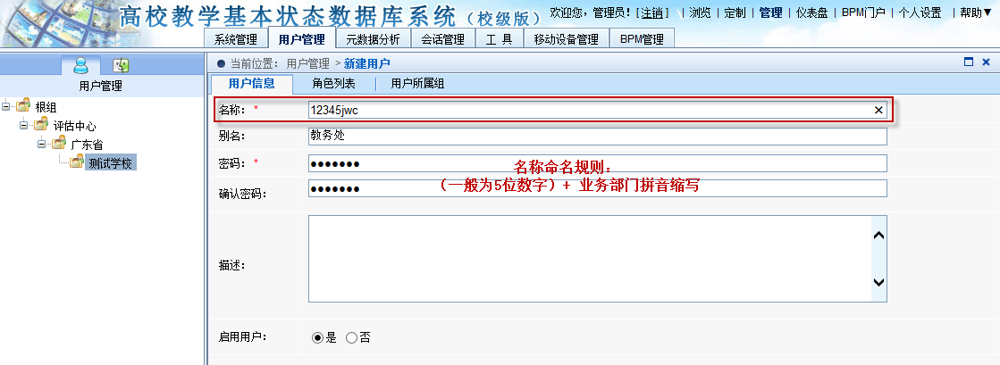 高校教学基本状态数据库系统（校级版）
欢迎您，管理员！[注销] | 浏览 | 定制 | 管理 | 仪表盘 | BPM门户 | 个人设置 | 帮助▼
系统管理 用户管理 元数据分析 会话管理 工 具 移动设备管理 BPM管理
用户管理
根组
评估中心
广东省
测试学校
当前位置： 用户管理 > 新建用户
用户信息 角色列表 | 用户所属组
名称： * 12345jwc
别名： 教务处
密码： * ●●●●●●●
名称命名规则：
（一般为5位数字）+ 业务部门拼音缩写
确认密码： ●●●●●●●
描述：
启用用户： 是 否